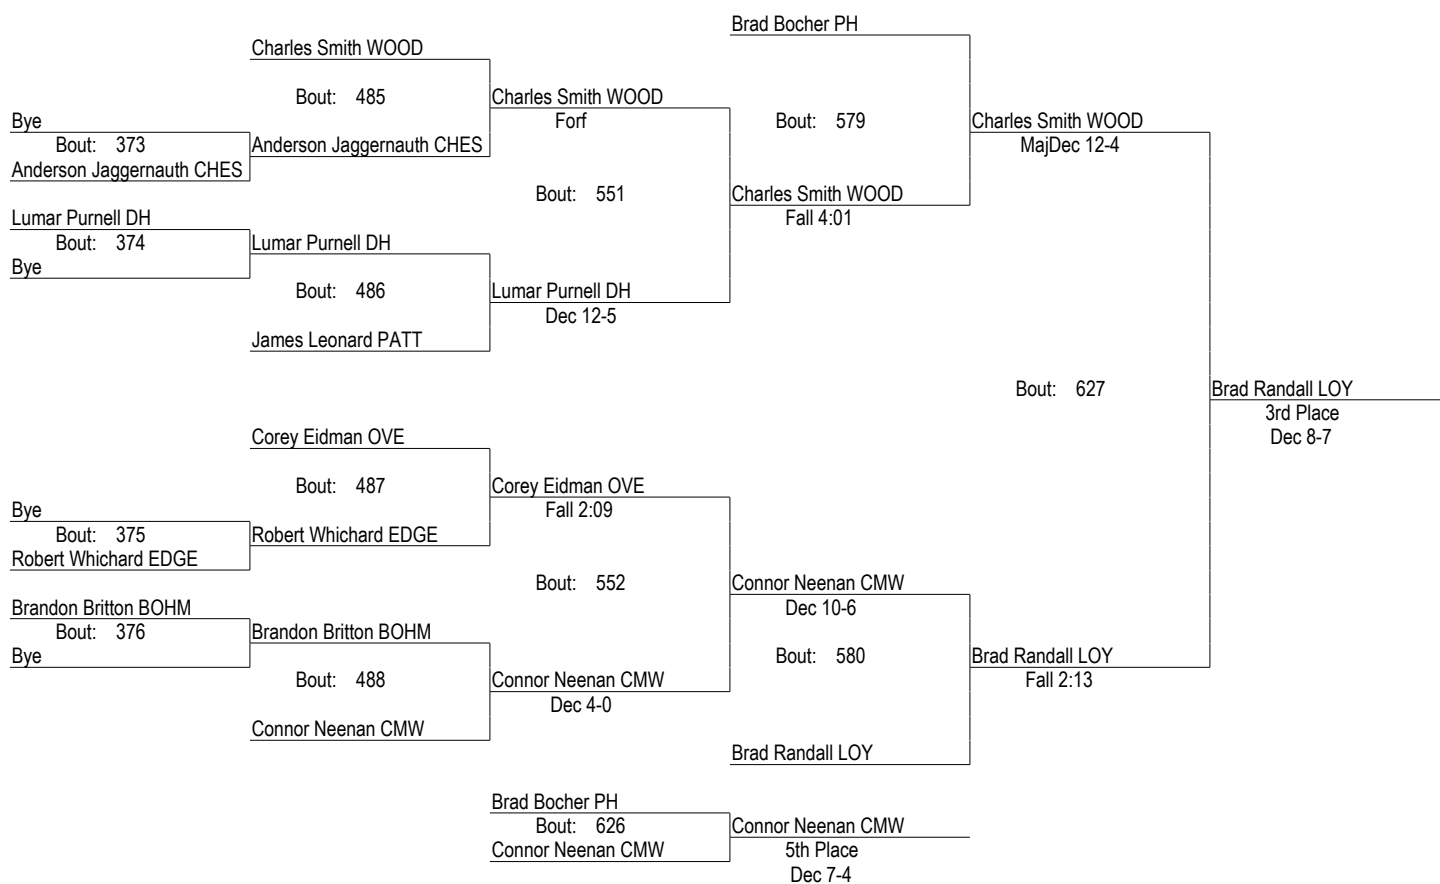 Brad Bocher PH
Charles Smith WOOD
Bout: 485
Charles Smith WOOD
Forf
Bye
Bout: 373
Anderson Jaggernauth CHES
Anderson Jaggernauth CHES
Bout: 579
Charles Smith WOOD
MajDec 12-4
Bout: 551
Charles Smith WOOD
Fall 4:01
Lumar Purnell DH
Bout: 374
Bye
Lumar Purnell DH
Bout: 486
Lumar Purnell DH
Dec 12-5
James Leonard PATT
Bout: 627
Brad Randall LOY
3rd Place
Dec 8-7
Corey Eidman OVE
Bout: 487
Corey Eidman OVE
Fall 2:09
Bye
Bout: 375
Robert Whichard EDGE
Robert Whichard EDGE
Bout: 552
Connor Neenan CMW
Dec 10-6
Brandon Britton BOHM
Bout: 376
Bye
Brandon Britton BOHM
Bout: 580
Brad Randall LOY
Fall 2:13
Bout: 488
Connor Neenan CMW
Dec 4-0
Connor Neenan CMW
Brad Randall LOY
Brad Bocher PH
Bout: 626
Connor Neenan CMW
Connor Neenan CMW
5th Place
Dec 7-4